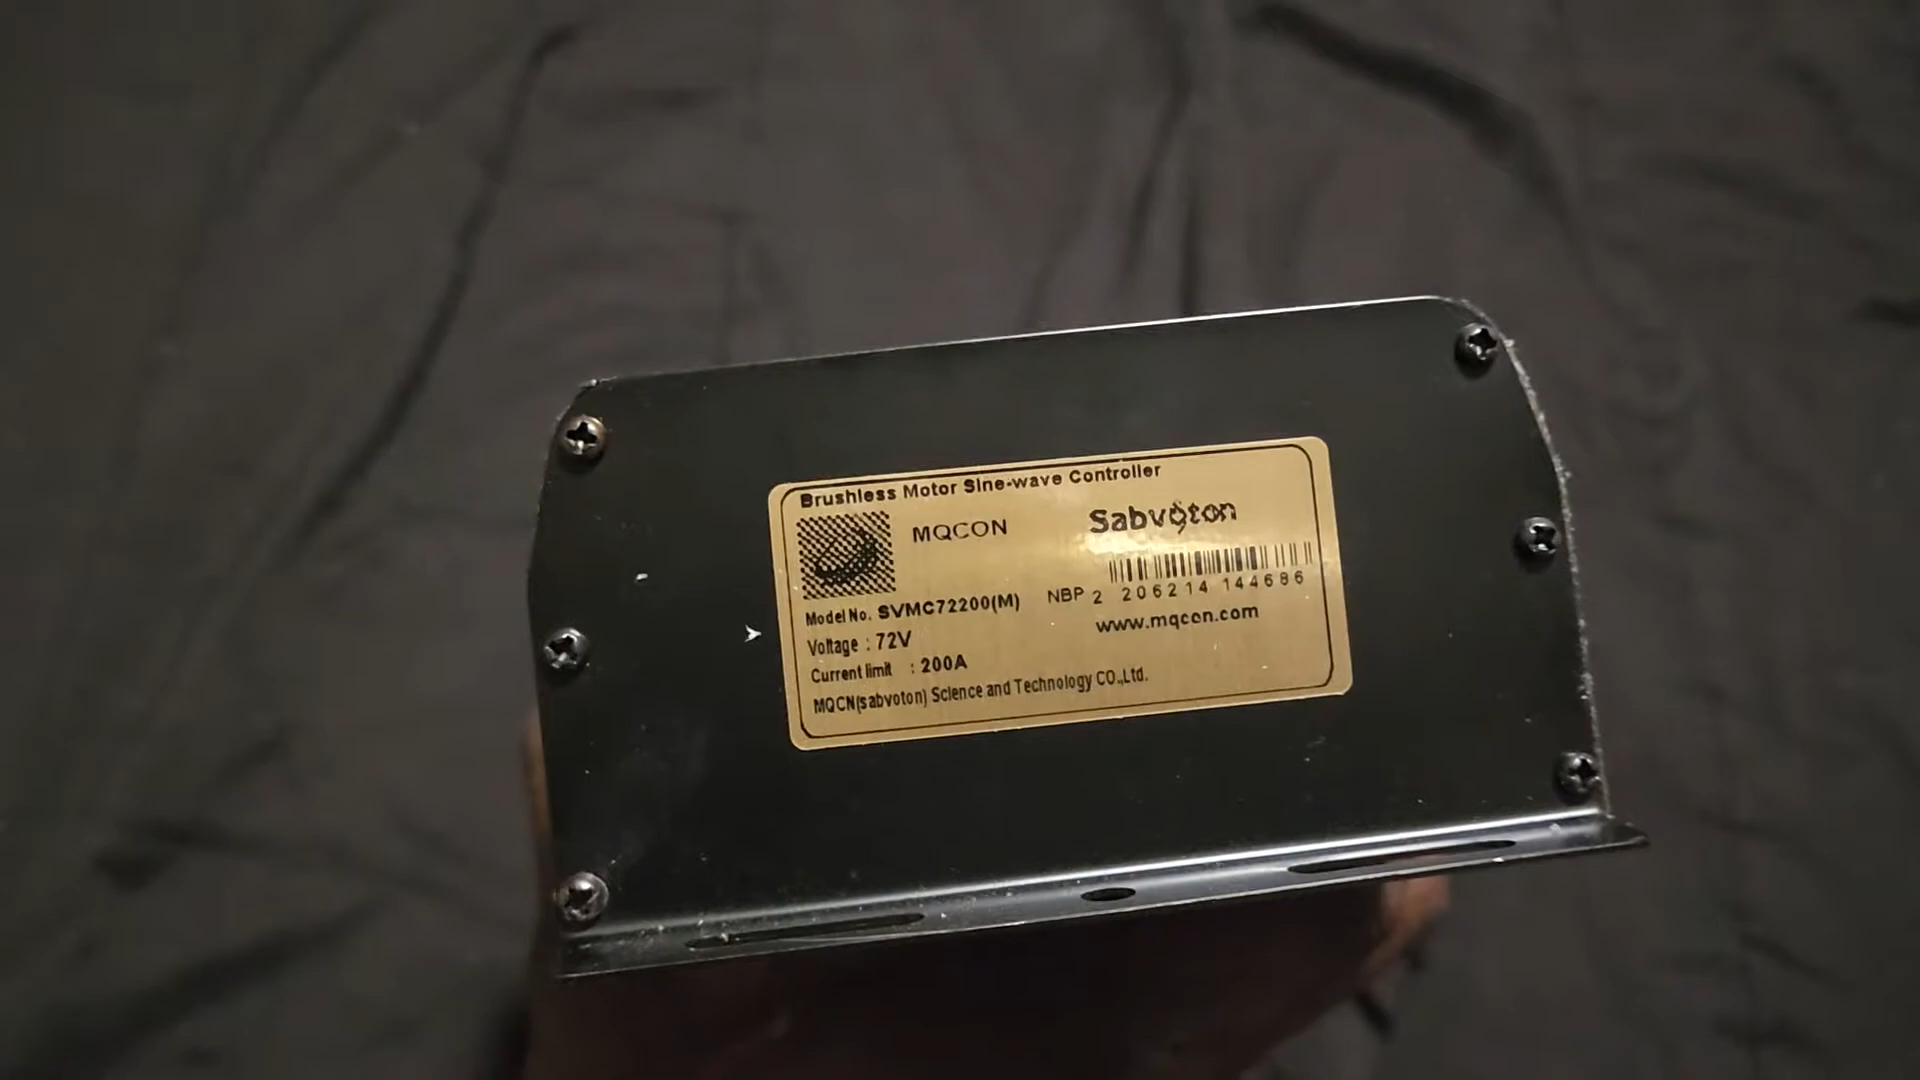 Brushless Motor Sine-wave Controller
MQCON
Sabvoton
NBP 2 206214 144686
www.mqcon.com
Model No. SVMC72200(M)
Voltage : 72V
Current limit : 200A
MQCN(sabvoton) Science and Technology CO.,Ltd.